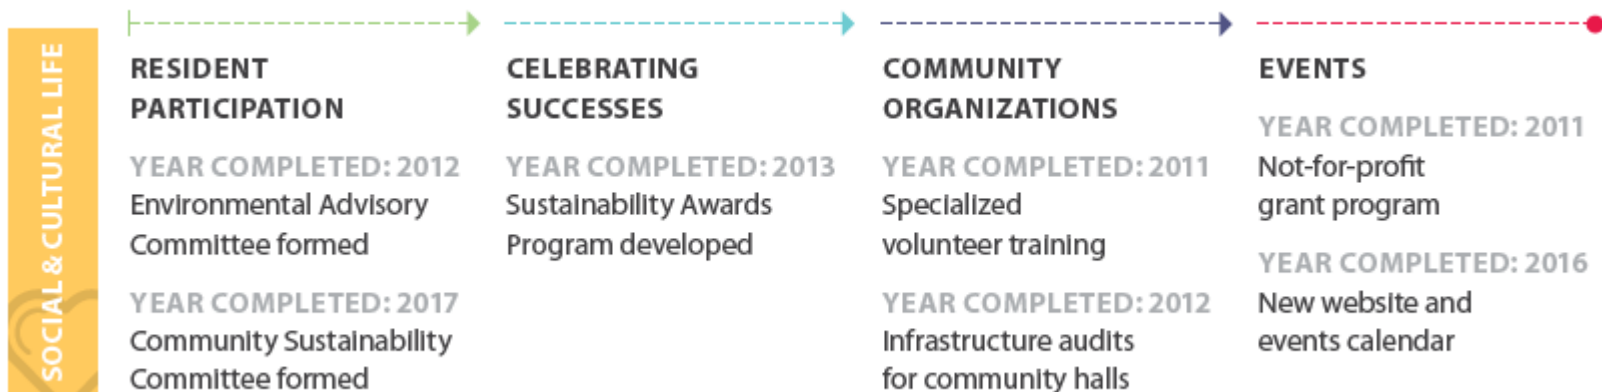 SOCIAL & CULTURAL LIFE
RESIDENT
PARTICIPATION
YEAR COMPLETED: 2012
Environmental Advisory
Committee formed
YEAR COMPLETED: 2017
Community Sustainability
Committee formed
CELEBRATING
SUCCESSES
YEAR COMPLETED: 2013
Sustainability Awards
Program developed
COMMUNITY
ORGANIZATIONS
YEAR COMPLETED: 2011
Specialized
volunteer training
YEAR COMPLETED: 2012
Infrastructure audits
for community halls
EVENTS
YEAR COMPLETED: 2011
Not-for-profit
grant program
YEAR COMPLETED: 2016
New website and
events calendar